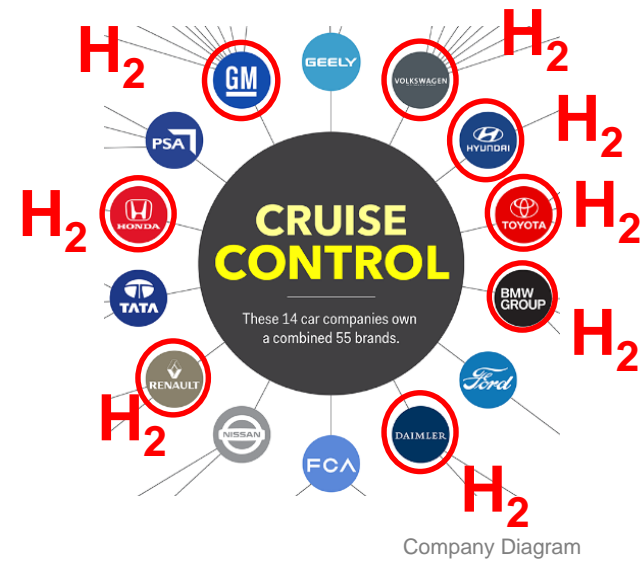 H2
GM
GEELY
VOLKSWAGEN
H2
PSA
HYUNDAI
H2
H2
HONDA
CRUISE
CONTROL
TOYOTA
H2
TATA
These 14 car companies own
a combined 55 brands.
BMW
GROUP
H2
RENAULT
Ford
H2
NISSAN
FCA
DAIMLER
H2
Company Diagram